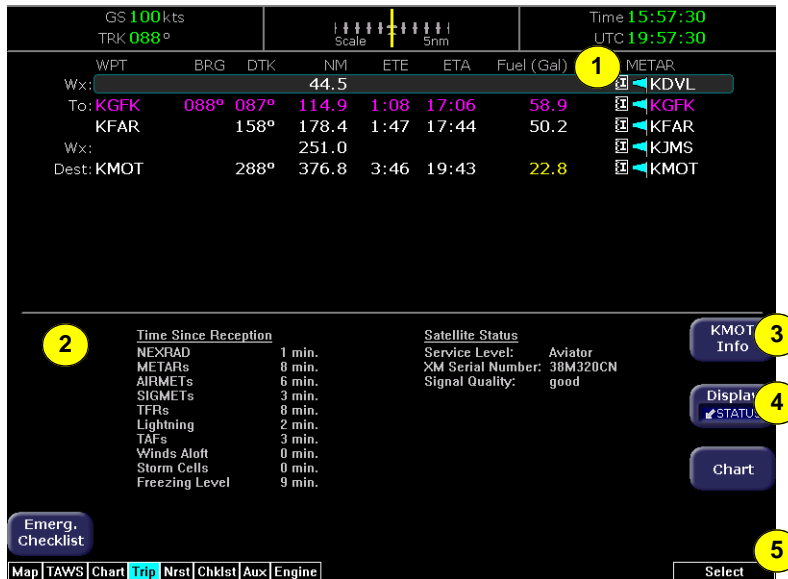 GS 100kts
TRK 088°
Scale 5nm
Time 15:57:30
UTC 19:57:30
WPT BRG DTK NM ETE ETA Fuel (Gal) 1 METAR
Wx: 44.5 KDVL
To: KGFK 088° 087° 114.9 1:08 17:06 58.9 KGFK
KFAR 158° 178.4 1:47 17:44 50.2 KFAR
Wx: 251.0 KJMS
Dest: KMOT 288° 376.8 3:46 19:43 22.8 KMOT
2
Time Since Reception
NEXRAD 1 min.
METARs 8 min.
AIRMETs 6 min.
SIGMETs 3 min.
TFRs 8 min.
Lightning 2 min.
TAFs 3 min.
Winds Aloft 0 min.
Storm Cells 0 min.
Freezing Level 9 min.
Satellite Status
Service Level: Aviator
XM Serial Number: 38M320CN
Signal Quality: good
KMOT
Info
3
Display
STATUS
4
Chart
Emerg.
Checklist
5
Map TAWS Chart Trip Nrst Chklst Aux Engine Select